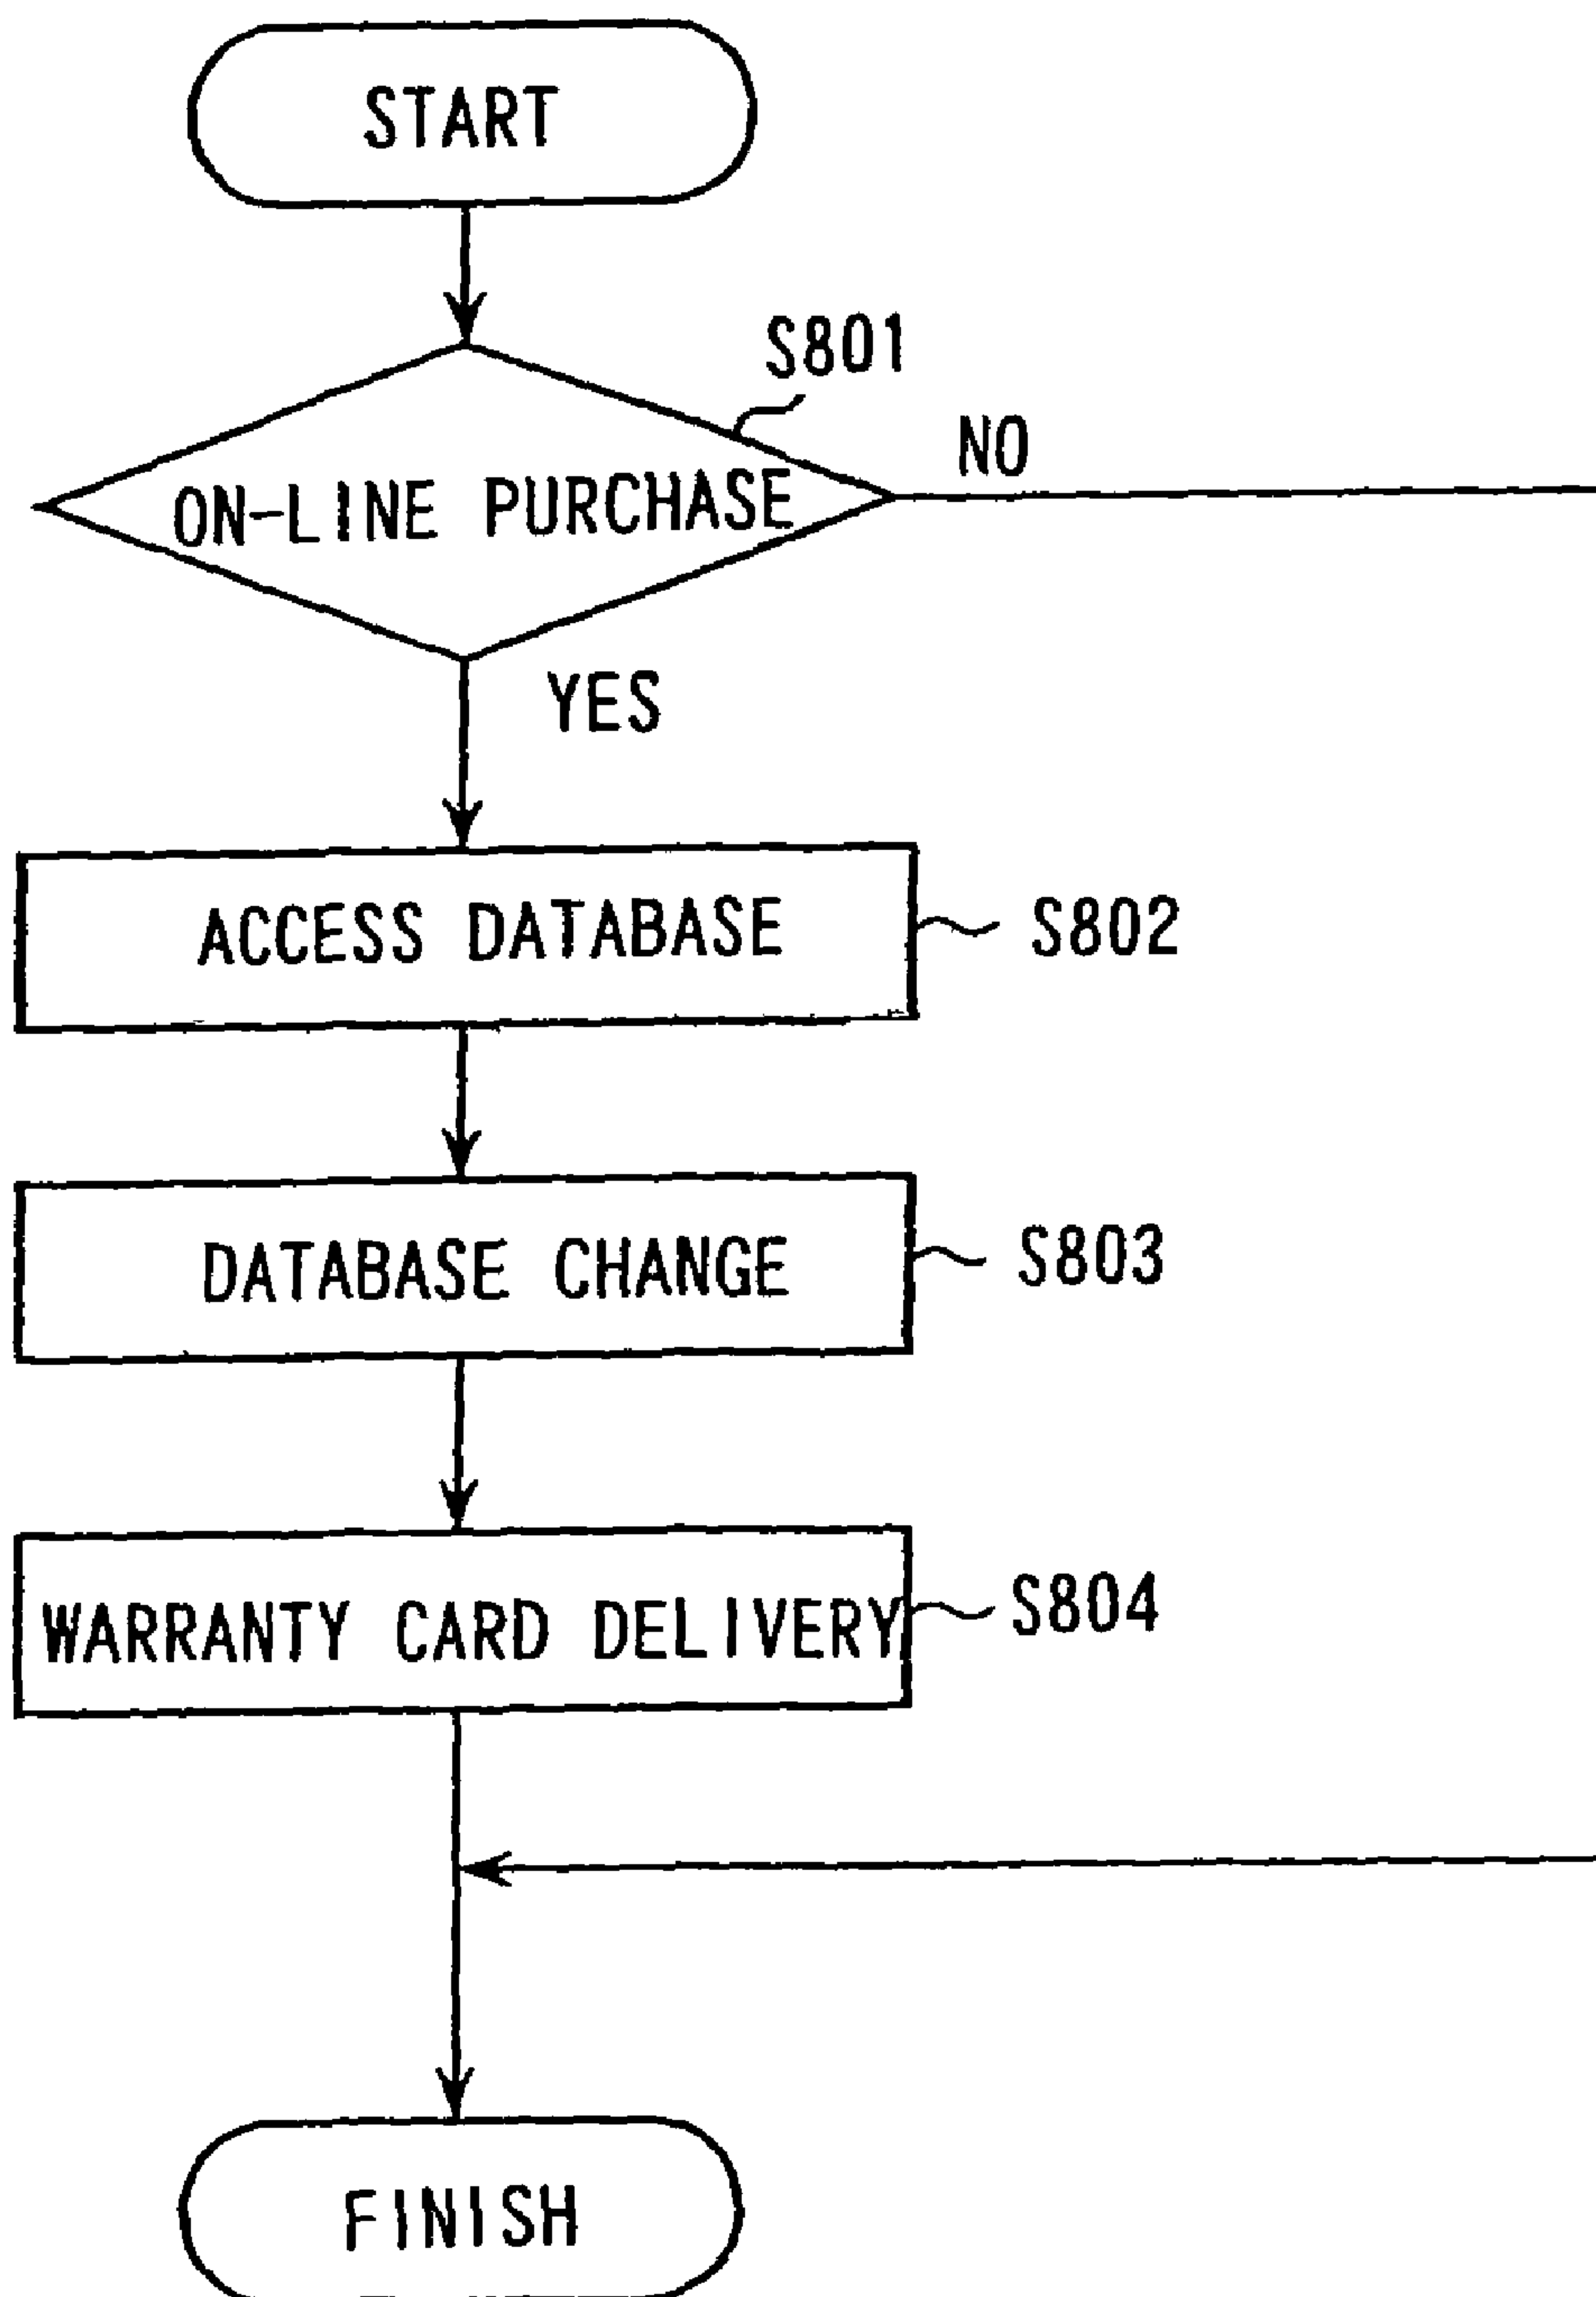 START
S801
NO
ON-LINE PURCHASE
YES
ACCESS DATABASE
S802
DATABASE CHANGE
S803
WARRANTY CARD DELIVERY
S804
FINISH